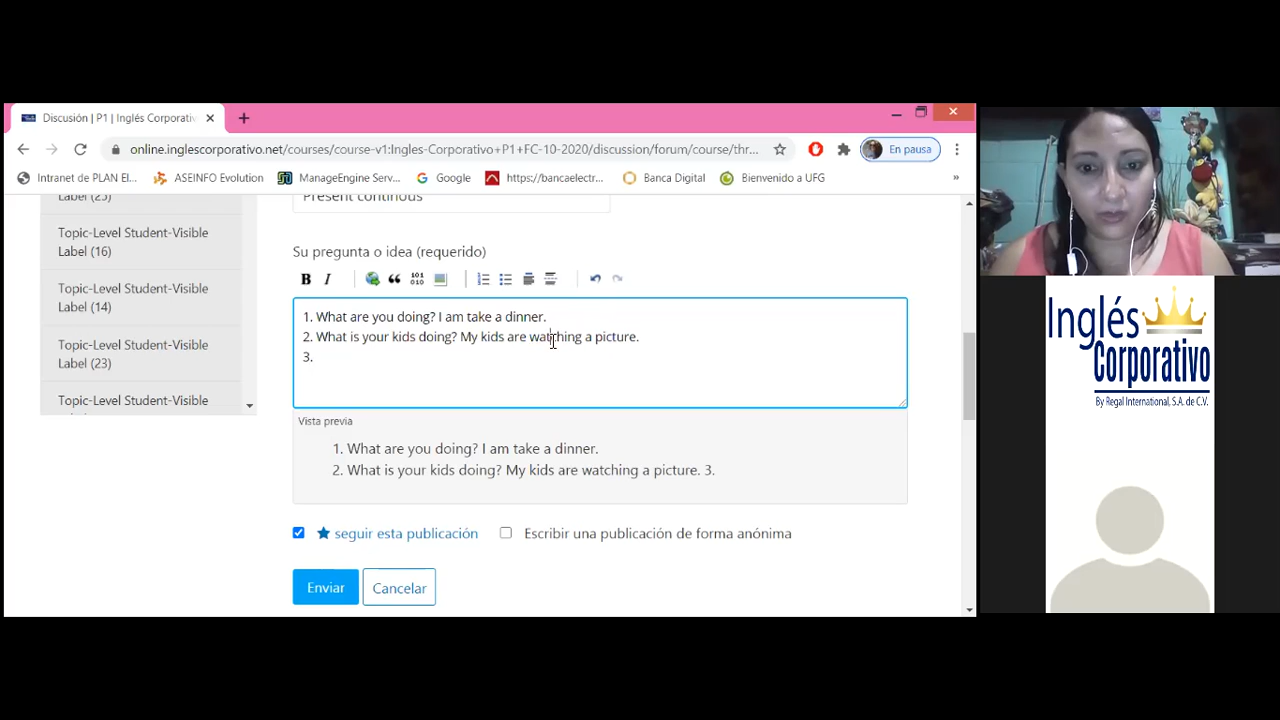 Discusión | P1 | Inglés Corporativ
online.inglescorporativo.net/courses/course-v1:Ingles-Corporativo+P1+FC-10-2020/discussion/forum/course/thr...
En pausa
Intranet de PLAN El...
ASEINFO Evolution
ManageEngine Serv...
Google
https://bancaelectr...
Banca Digital
Bienvenido a UFG
»
Label (25)
Topic-Level Student-Visible
Label (16)
Topic-Level Student-Visible
Label (14)
Topic-Level Student-Visible
Label (23)
Topic-Level Student-Visible
Present continous
Su pregunta o idea (requerido)
B I
101
010
1. What are you doing? I am take a dinner.
2. What is your kids doing? My kids are watching a picture.
3.
Vista previa
1. What are you doing? I am take a dinner.
2. What is your kids doing? My kids are watching a picture. 3.
seguir esta publicación
Escribir una publicación de forma anónima
Enviar
Cancelar
Inglés
Corporativo
By Regal International, S.A. de C.V.